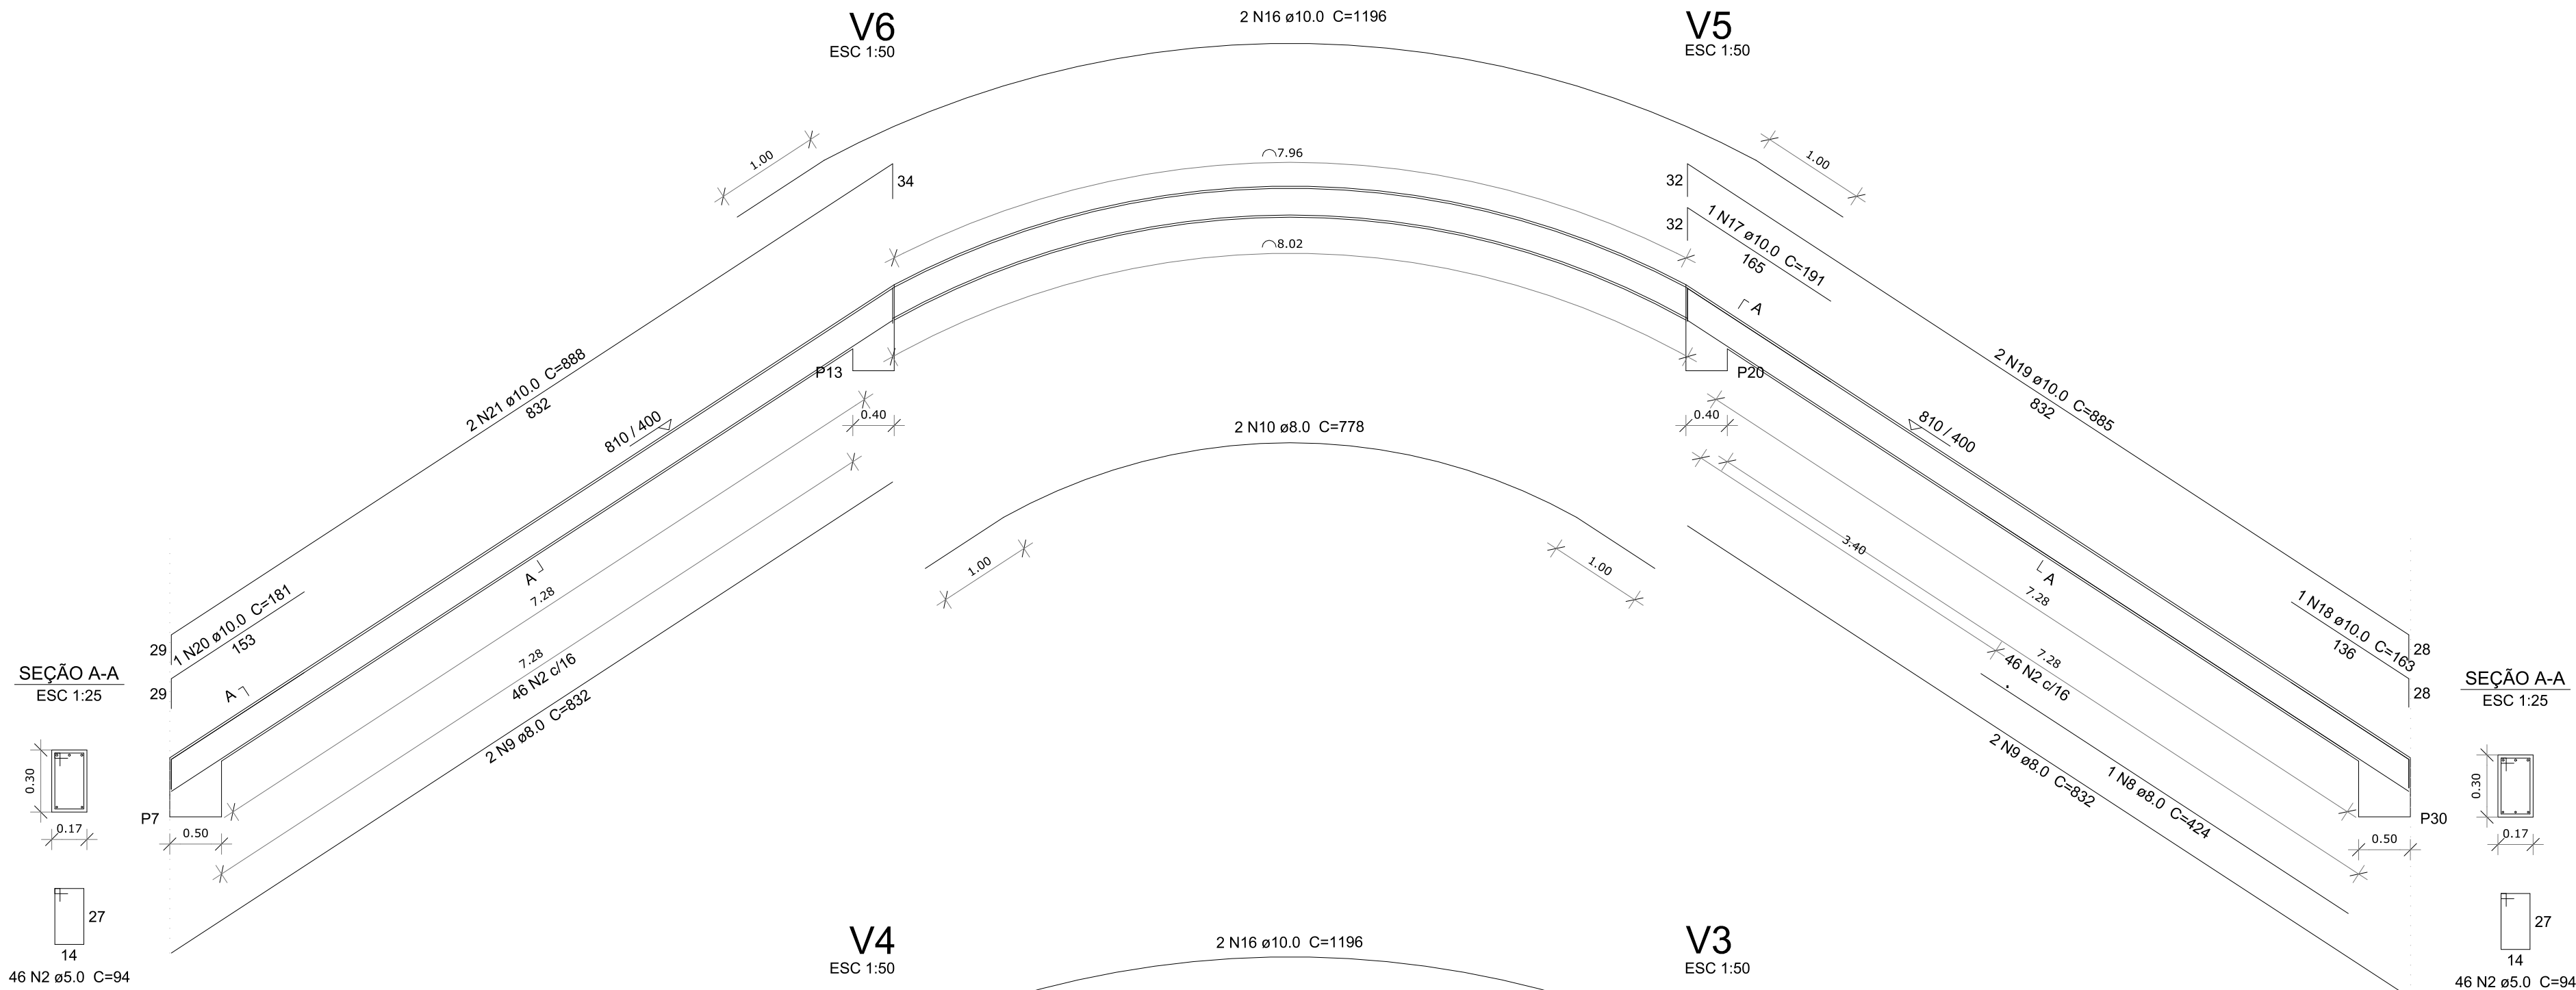 V6
ESC 1:50
2 N16 ø10.0 C=1196
V5
ESC 1:50
1.00
1.00
7.96
34
32
32
1 N17 ø10.0 C=191
165
8.02
A
2 N21 ø10.0 C=888
832
2 N19 ø10.0 C=885
832
P13
P20
810 / 400
810 / 400
0.40
0.40
2 N10 ø8.0 C=778
3.40
1.00
1.00
A
7.28
A
7.28
1 N20 ø10.0 C=181
153
1 N18 ø10.0 C=163
136
29
28
7.28
46 N2 c/16
7.28
46 N2 c/16
SEÇÃO A-A
ESC 1:25
SEÇÃO A-A
ESC 1:25
29
28
A
2 N9 ø8.0 C=832
2 N9 ø8.0 C=832
1 N8 ø8.0 C=424
0.30
0.17
0.30
0.17
P7
P30
0.50
0.50
27
14
46 N2 ø5.0 C=94
27
14
46 N2 ø5.0 C=94
V4
ESC 1:50
2 N16 ø10.0 C=1196
V3
ESC 1:50